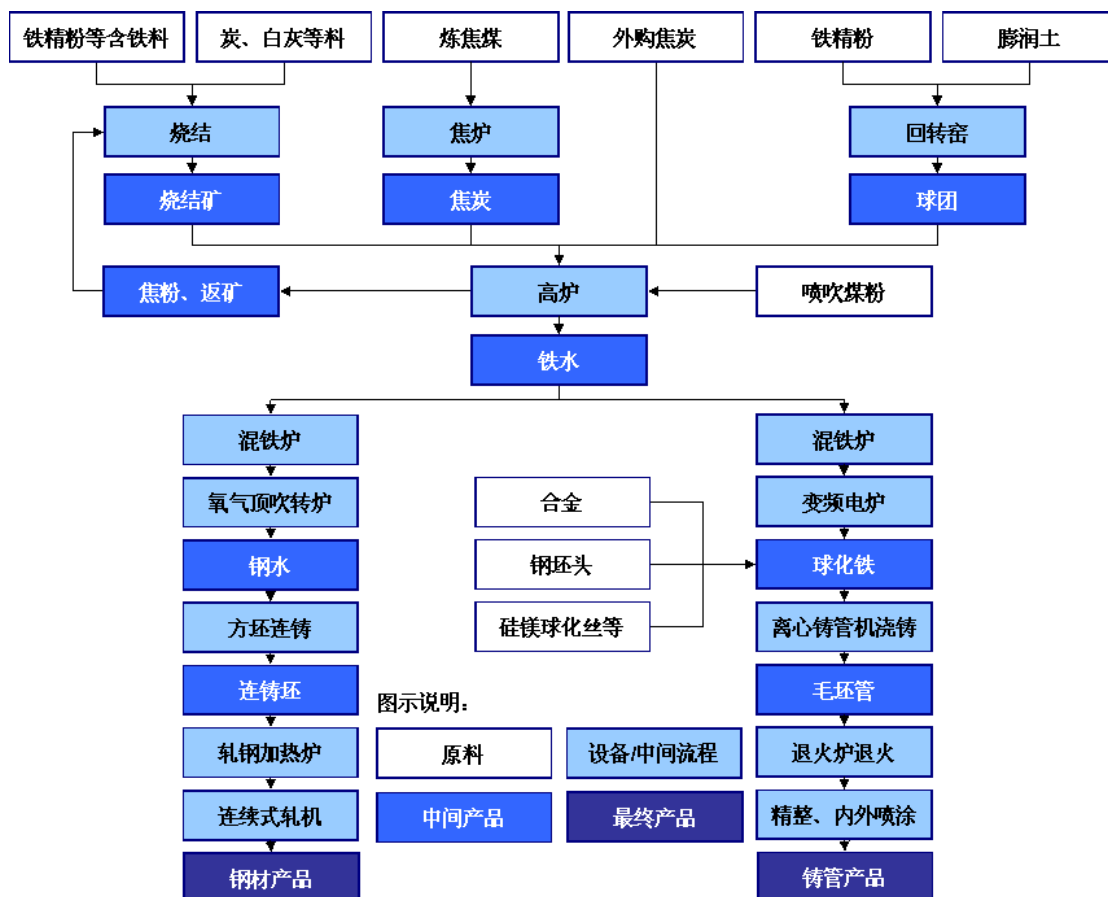 铁精粉等含铁料
炭、白灰等料
炼焦煤
外购焦炭
铁精粉
膨润土
烧结
焦炉
回转窑
烧结矿
焦炭
球团
焦粉、返矿
高炉
喷吹煤粉
铁水
混铁炉
混铁炉
氧气顶吹转炉
合金
变频电炉
钢水
钢坯头
球化铁
方坯连铸
硅镁球化丝等
离心铸管机浇铸
连铸坯
毛坯管
图示说明：
轧钢加热炉
原料
设备/中间流程
退火炉退火
连续式轧机
中间产品
最终产品
精整、内外喷涂
钢材产品
铸管产品